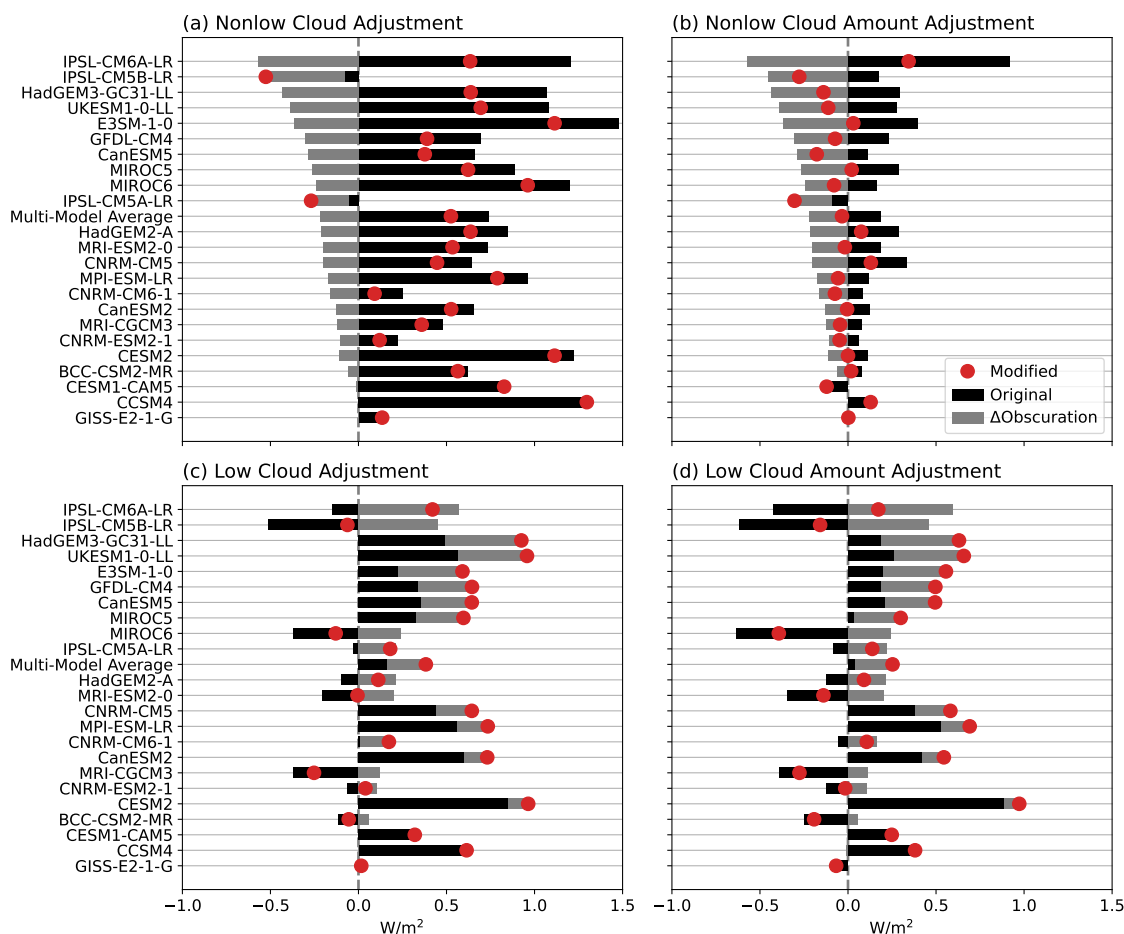 (a) Nonlow Cloud Adjustment
IPSL-CM6A-LR
IPSL-CM5B-LR
HadGEM3-GC31-LL
UKESM1-0-LL
E3SM-1-0
GFDL-CM4
CanESM5
MIROC5
MIROC6
IPSL-CM5A-LR
Multi-Model Average
HadGEM2-A
MRI-ESM2-0
CNRM-CM5
MPI-ESM-LR
CNRM-CM6-1
CanESM2
MRI-CGCM3
CNRM-ESM2-1
CESM2
BCC-CSM2-MR
CESM1-CAM5
CCSM4
GISS-E2-1-G
(b) Nonlow Cloud Amount Adjustment
Modified
Original
ΔObscuration
(c) Low Cloud Adjustment
IPSL-CM6A-LR
IPSL-CM5B-LR
HadGEM3-GC31-LL
UKESM1-0-LL
E3SM-1-0
GFDL-CM4
CanESM5
MIROC5
MIROC6
IPSL-CM5A-LR
Multi-Model Average
HadGEM2-A
MRI-ESM2-0
CNRM-CM5
MPI-ESM-LR
CNRM-CM6-1
CanESM2
MRI-CGCM3
CNRM-ESM2-1
CESM2
BCC-CSM2-MR
CESM1-CAM5
CCSM4
GISS-E2-1-G
−1.0 −0.5 0.0 0.5 1.0 1.5
W/m²
(d) Low Cloud Amount Adjustment
−1.0 −0.5 0.0 0.5 1.0 1.5
W/m²